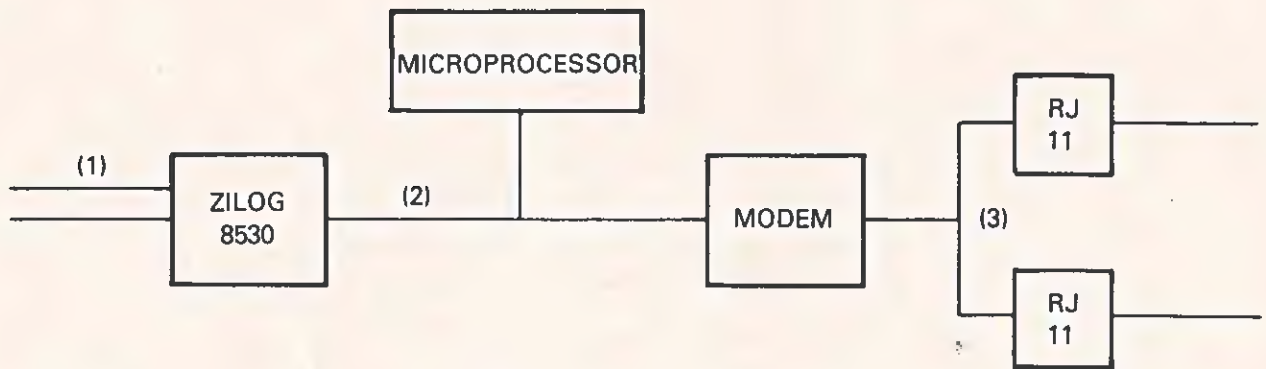 MICROPROCESSOR
RJ
11
(1)
ZILOG
8530
(2)
MODEM
(3)
RJ
11